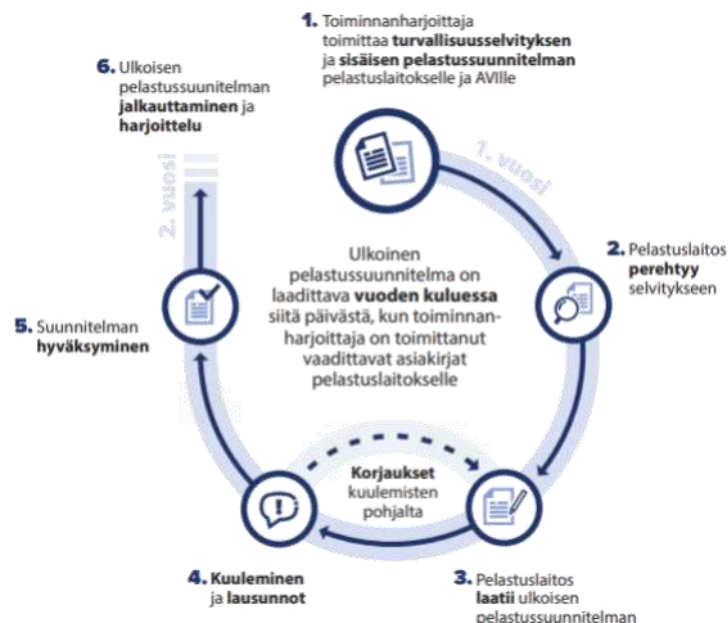 1. Toiminnanharjoittaja
toimittaa turvallisuusselvityksen
ja sisäisen pelastussuunnitelman
pelastuslaitokselle ja AVIlle
1. vuosi
2. Pelastuslaitos
perehtyy
selvitykseen
3. Pelastuslaitos
laatii ulkoisen
pelastussuunnitelman
4. Kuuleminen
ja lausunnot
Korjaukset
kuulemisten
pohjalta
5. Suunnitelman
hyväksyminen
2. vuosi
6. Ulkoisen
pelastussuunitelman
jalkauttaminen ja
harjoittelu
Ulkoinen
pelastussuunnitelma on
laadittava vuoden kuluessa
siitä päivästä, kun toiminnan-
harjoittaja on toimittanut
vaadittavat asiakirjat
pelastuslaitokselle